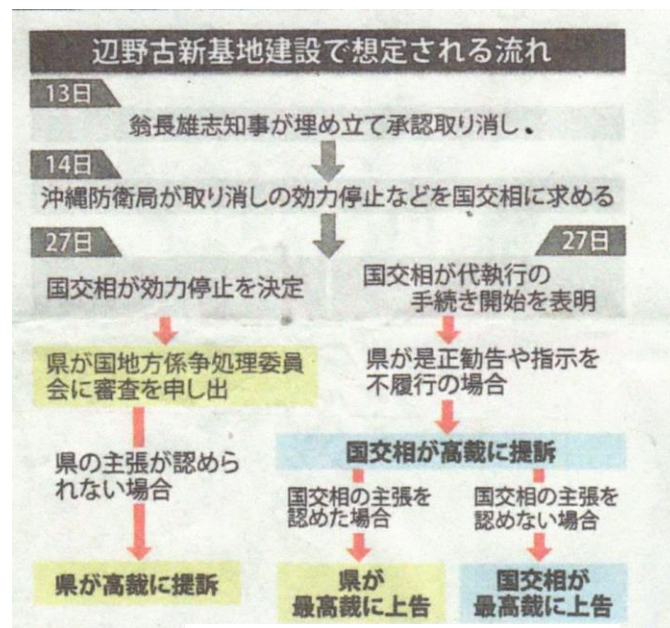 辺野古新基地建設で想定される流れ
13日
翁長雄志知事が埋め立て承認取り消し
14日
沖縄防衛局が取り消しの効力停止などを国交相に求める
27日
国交相が効力停止を決定
27日
国交相が代執行の
手続き開始を表明
県が国地方係争処理委員
会に審査を申し出
県が是正勧告や指示を
不履行の場合
県の主張が認めら
れない場合
国交相が高裁に提訴
国交相の主張を
認めた場合
国交相の主張を
認めない場合
県が高裁に提訴
県が
最高裁に上告
国交相が
最高裁に上告